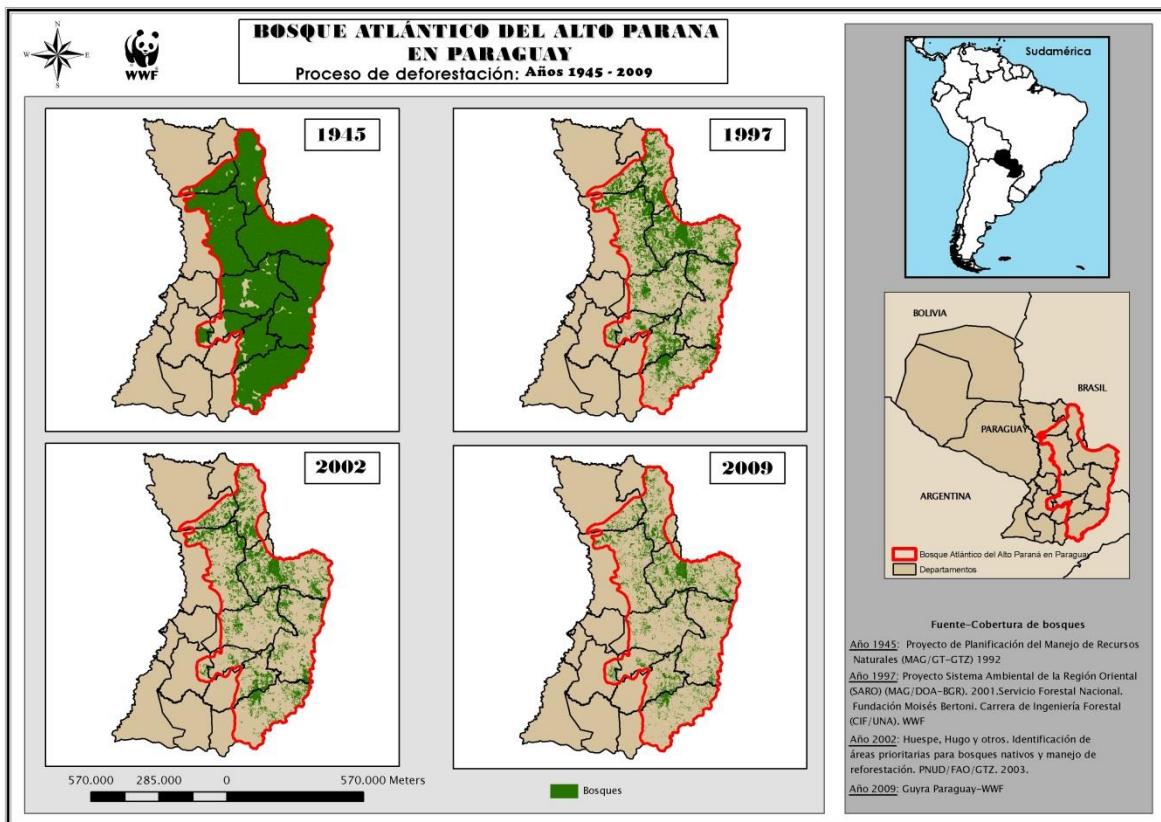 N
W E
S
WWF
BOSQUE ATLÁNTICO DEL ALTO PARANA
EN PARAGUAY
Proceso de deforestación: Años 1945 - 2009
1945
1997
2002
2009
570.000 285.000 0 570.000 Meters
Bosques
Sudamérica
BOLIVIA
BRASIL
PARAGUAY
ARGENTINA
Bosque Atlántico del Alto Paraná en Paraguay
Departamentos
Fuente-Cobertura de bosques
Año 1945: Proyecto de Planificación del Manejo de Recursos
Naturales (MAG/GT-GTZ) 1992
Año 1997: Proyecto Sistema Ambiental de la Región Oriental
(SARO) (MAG/DOA-BGR). 2001.Servicio Forestal Nacional.
Fundación Moisés Bertoni. Carrera de Ingeniería Forestal
(CIF/UNA). WWF
Año 2002: Huespe, Hugo y otros. Identificación de
áreas prioritarias para bosques nativos y manejo de
reforestación. PNUD/FAO/GTZ. 2003.
Año 2009: Guyra Paraguay-WWF